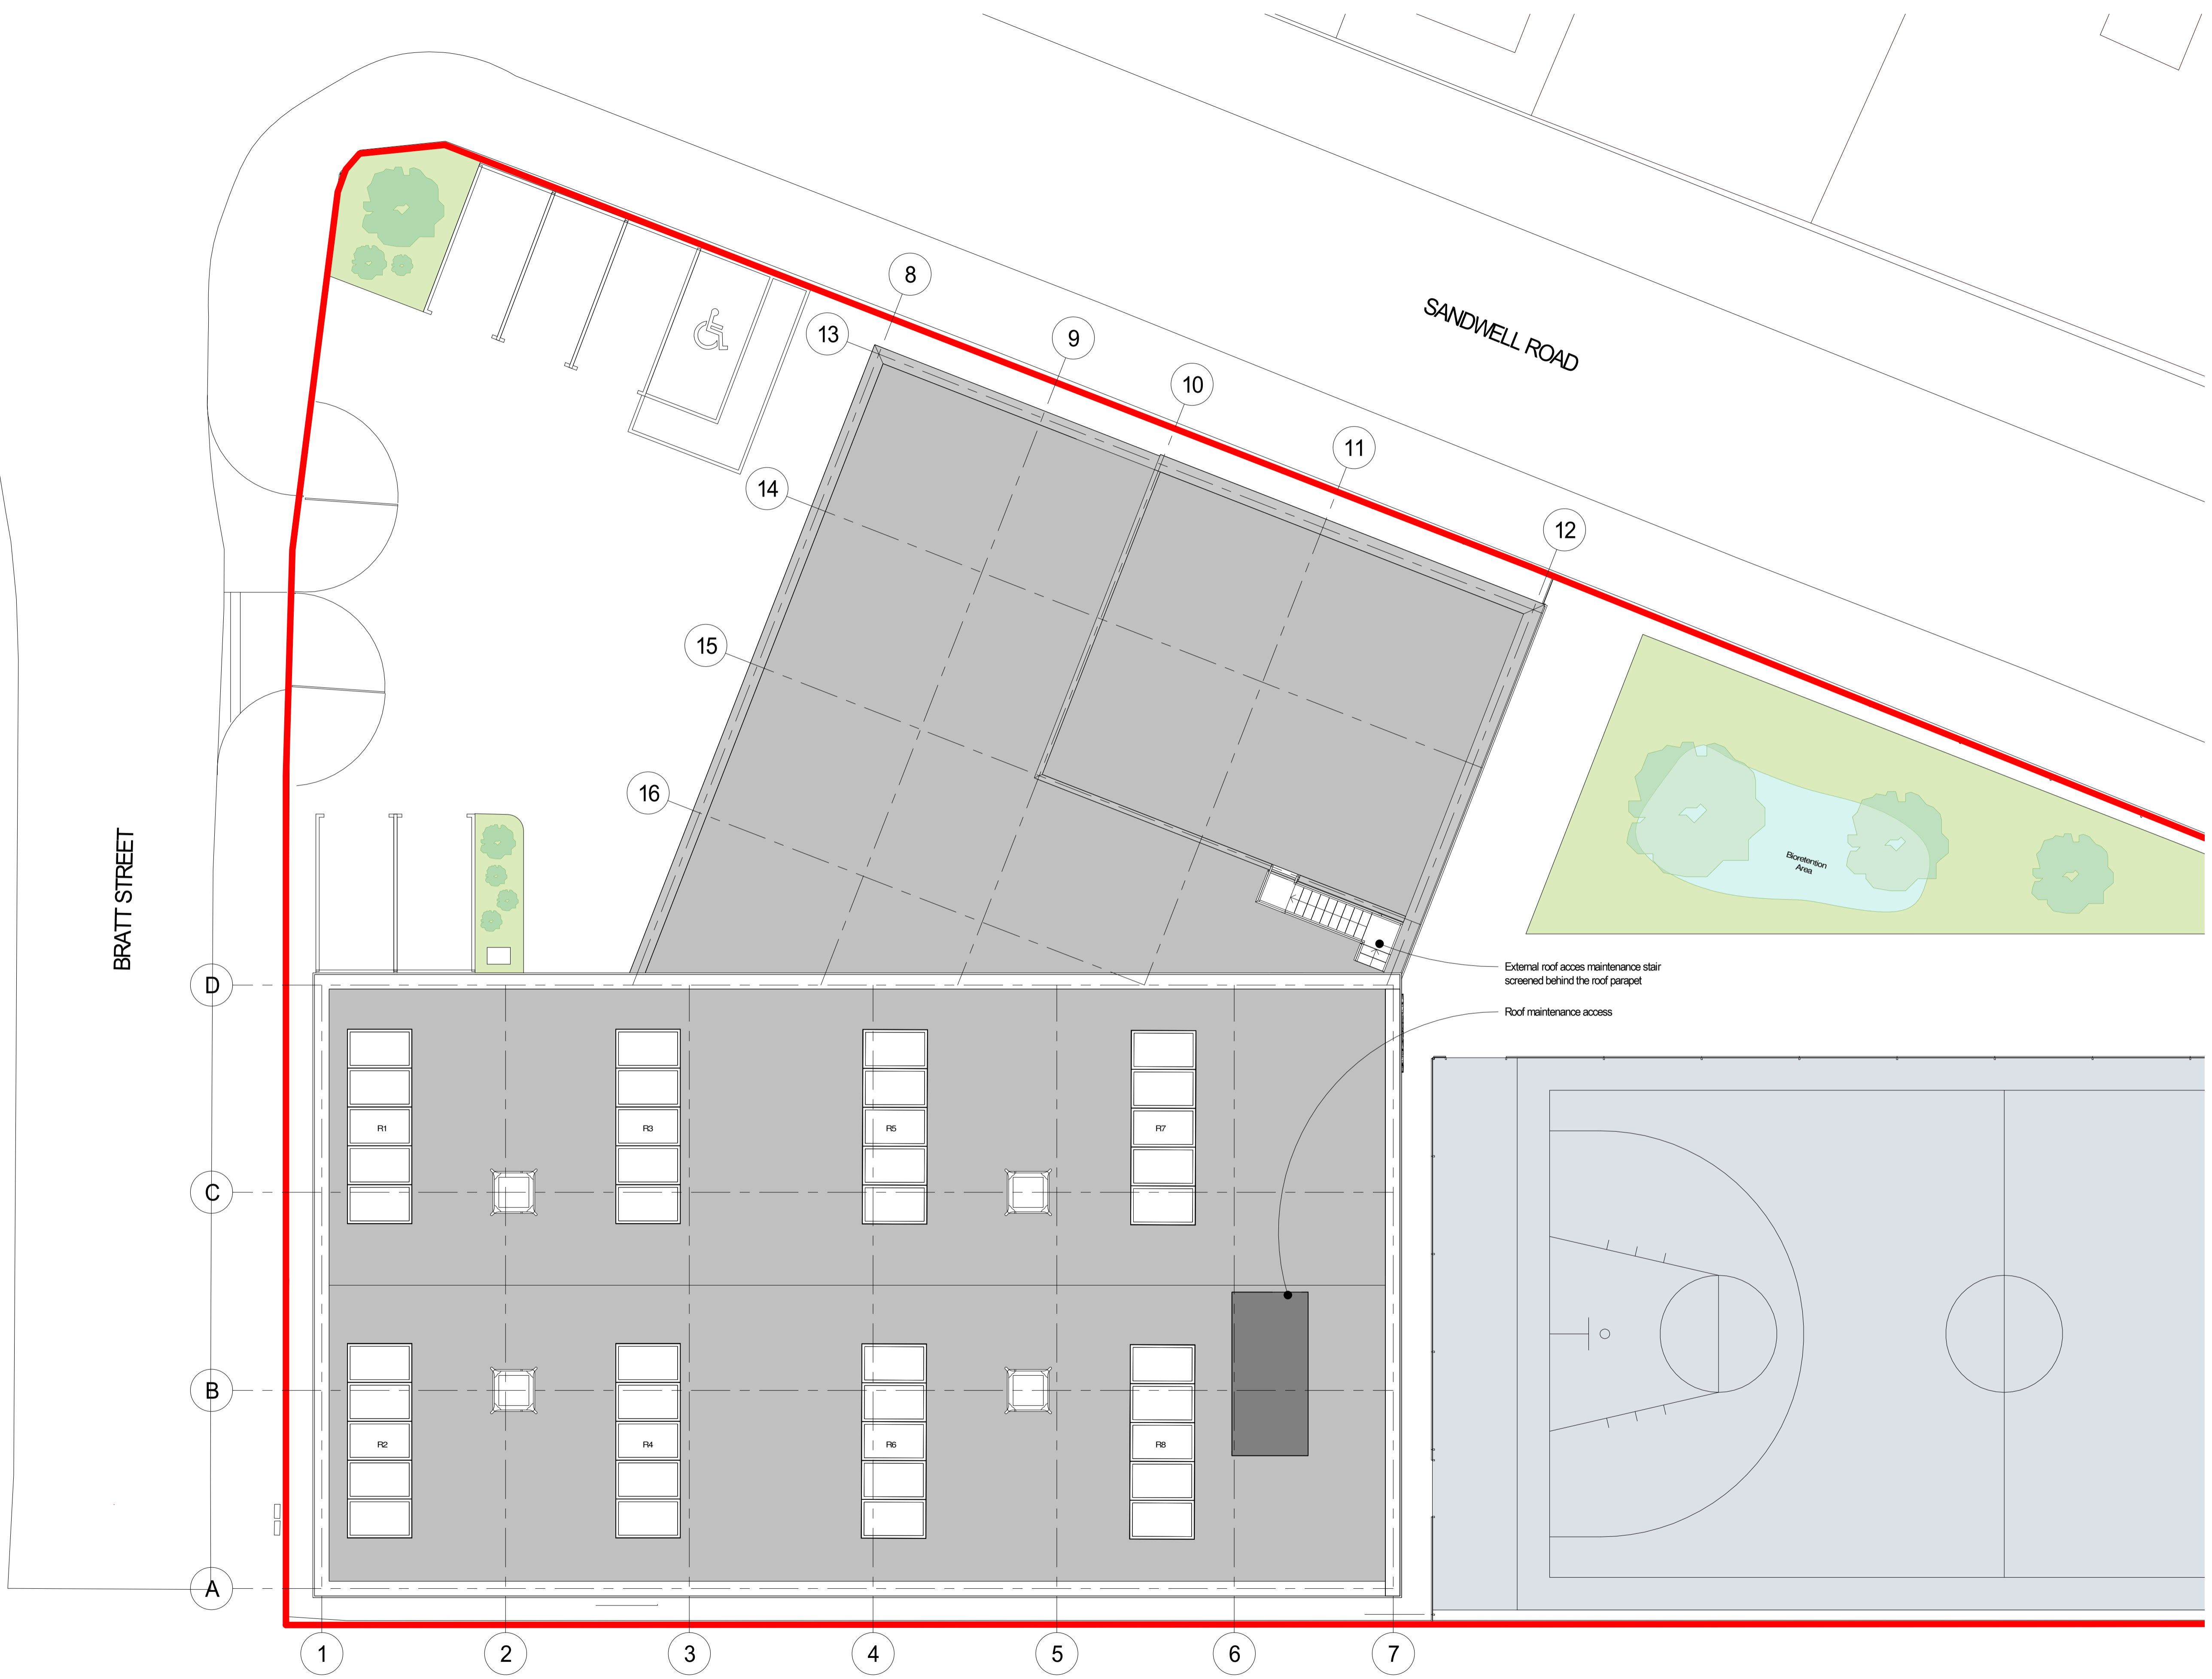 SANDWELL ROAD
8
13
9
10
11
14
12
15
16
Bioretention
Area
BRATT STREET
External roof acces maintenance stair
screened behind the roof parapet
D
Roof maintenance access
R1
R3
R5
R7
C
B
R2
R4
R6
R8
A
1
2
3
4
5
6
7